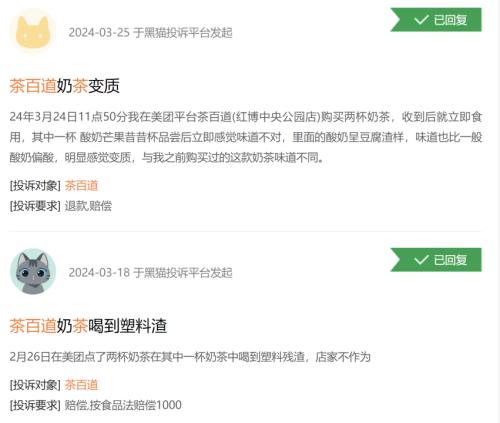 2024-03-25 于黑猫投诉平台发起
已回复
茶百道奶茶变质
24年3月24日11点50分我在美团平台茶百道(红博中央公园店)购买两杯奶茶，收到后就立即食
用，其中一杯 酸奶芒果昔昔杯品尝后立即感觉味道不对，里面的酸奶呈豆腐渣样，味道也比一般
酸奶偏酸，明显感觉变质，与我之前购买过的这款奶茶味道不同。
[投诉对象] 茶百道
[投诉要求] 退款,赔偿
2024-03-18 于黑猫投诉平台发起
已回复
茶百道奶茶喝到塑料渣
2月26日在美团点了两杯奶茶在其中一杯奶茶中喝到塑料残渣，店家不作为
[投诉对象] 茶百道
[投诉要求] 赔偿,按食品法赔偿1000